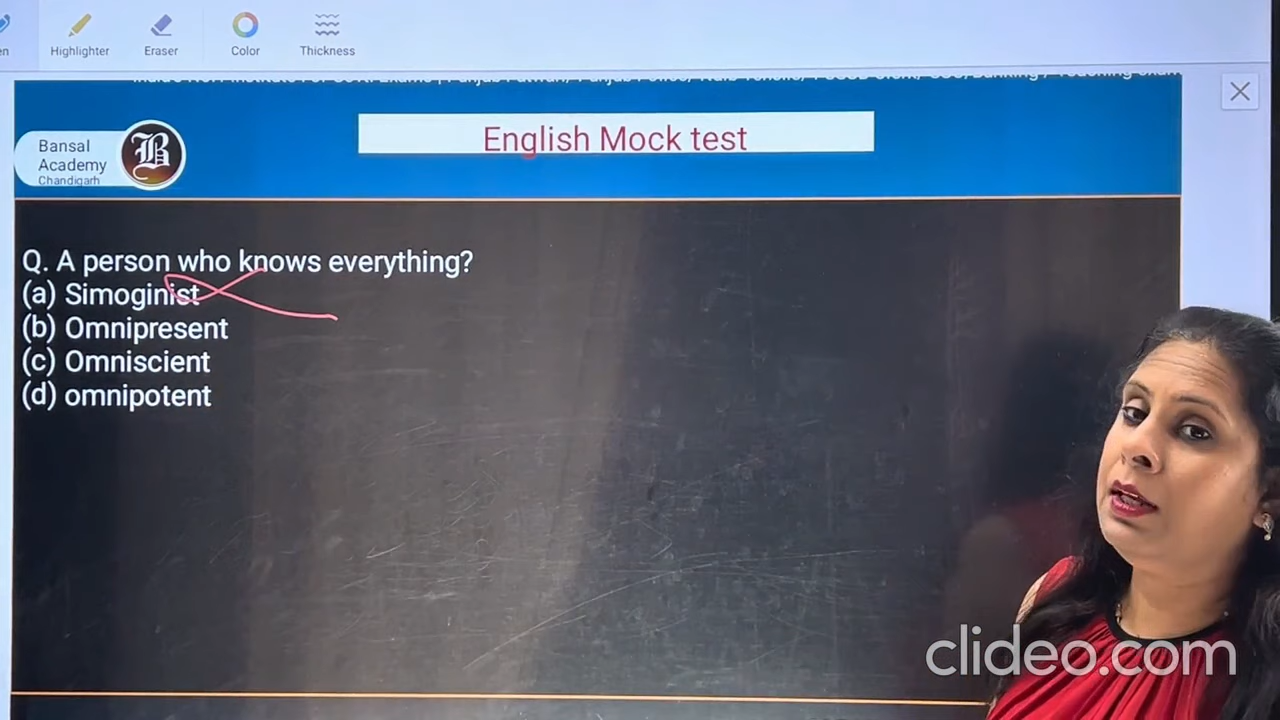 Highlighter
Eraser
Color
Thickness
English Mock test
Bansal
Academy
Chandigarh
B
Q. A person who knows everything?
(a) Simoginist
(b) Omnipresent
(c) Omniscient
(d) omnipotent
clideo.com